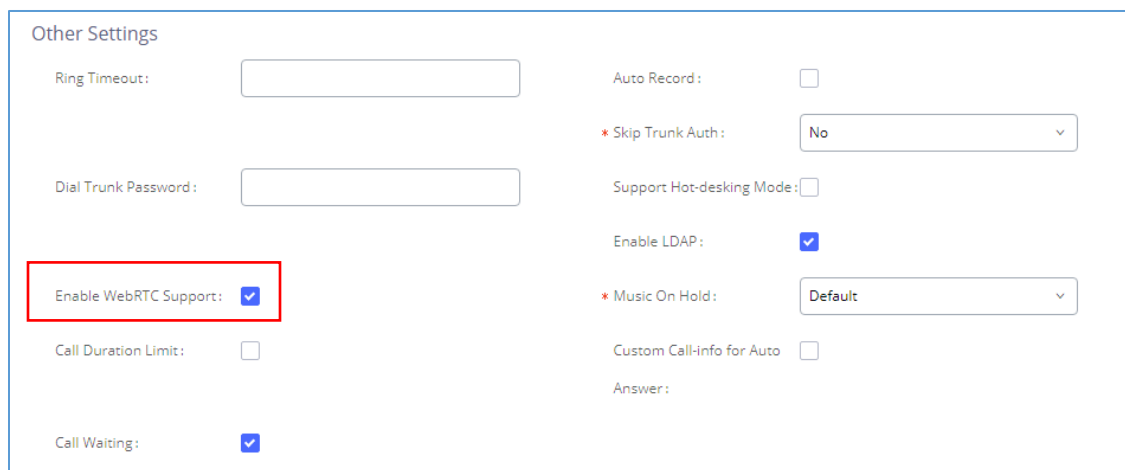 Other Settings
Ring Timeout:
Auto Record:
* Skip Trunk Auth: No
Dial Trunk Password:
Support Hot-desking Mode:
Enable LDAP:
Enable WebRTC Support:
* Music On Hold: Default
Call Duration Limit:
Custom Call-info for Auto
Answer:
Call Waiting: